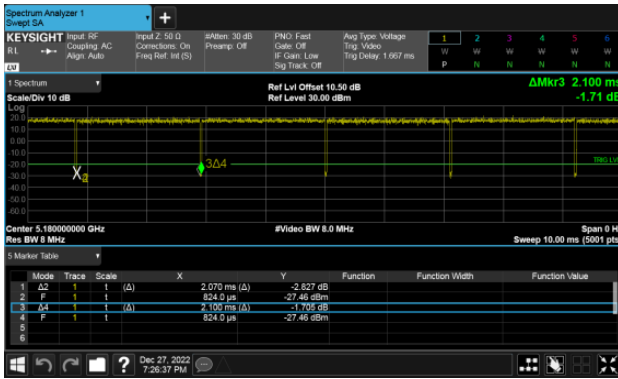 Spectrum Analyzer 1
Swept SA
KEYSIGHT Input: RF Input Z: 50 Ω #Atten: 30 dB PNO: Fast Avg Type: Voltage 1 2 3 4 5 6
RL Coupling: AC Corrections: On Preamp: Off Gate: Off Trig: Video W W W W W W
Align: Auto Freq Ref: Int (S) IF Gain: Low Trig Delay: 1.667 ms P N N N N N
LXI Sig Track: Off
1 Spectrum ΔMkr3 2.100 ms
Ref Lvl Offset 10.50 dB
Scale/Div 10 dB Ref Level 30.00 dBm -1.71 dB
Log
20.0
10.0
0.00
-10.0
-20.0 3Δ4 TRIG LV
-30.0 X
-40.0
-50.0
-60.0
Center 5.180000000 GHz #Video BW 8.0 MHz Span 0 H
Res BW 8 MHz Sweep 10.00 ms (5001 pts
5 Marker Table
Mode Trace Scale X Y Function Function Width Function Value
1 Δ2 1 t (Δ) 2.070 ms (Δ) -2.827 dB
2 F 1 t 824.0 µs -27.46 dBm
3 Δ4 1 t (Δ) 2.100 ms (Δ) -1.705 dB
4 F 1 t 824.0 µs -27.46 dBm
5
6
? Dec 27, 2022
7:26:37 PM